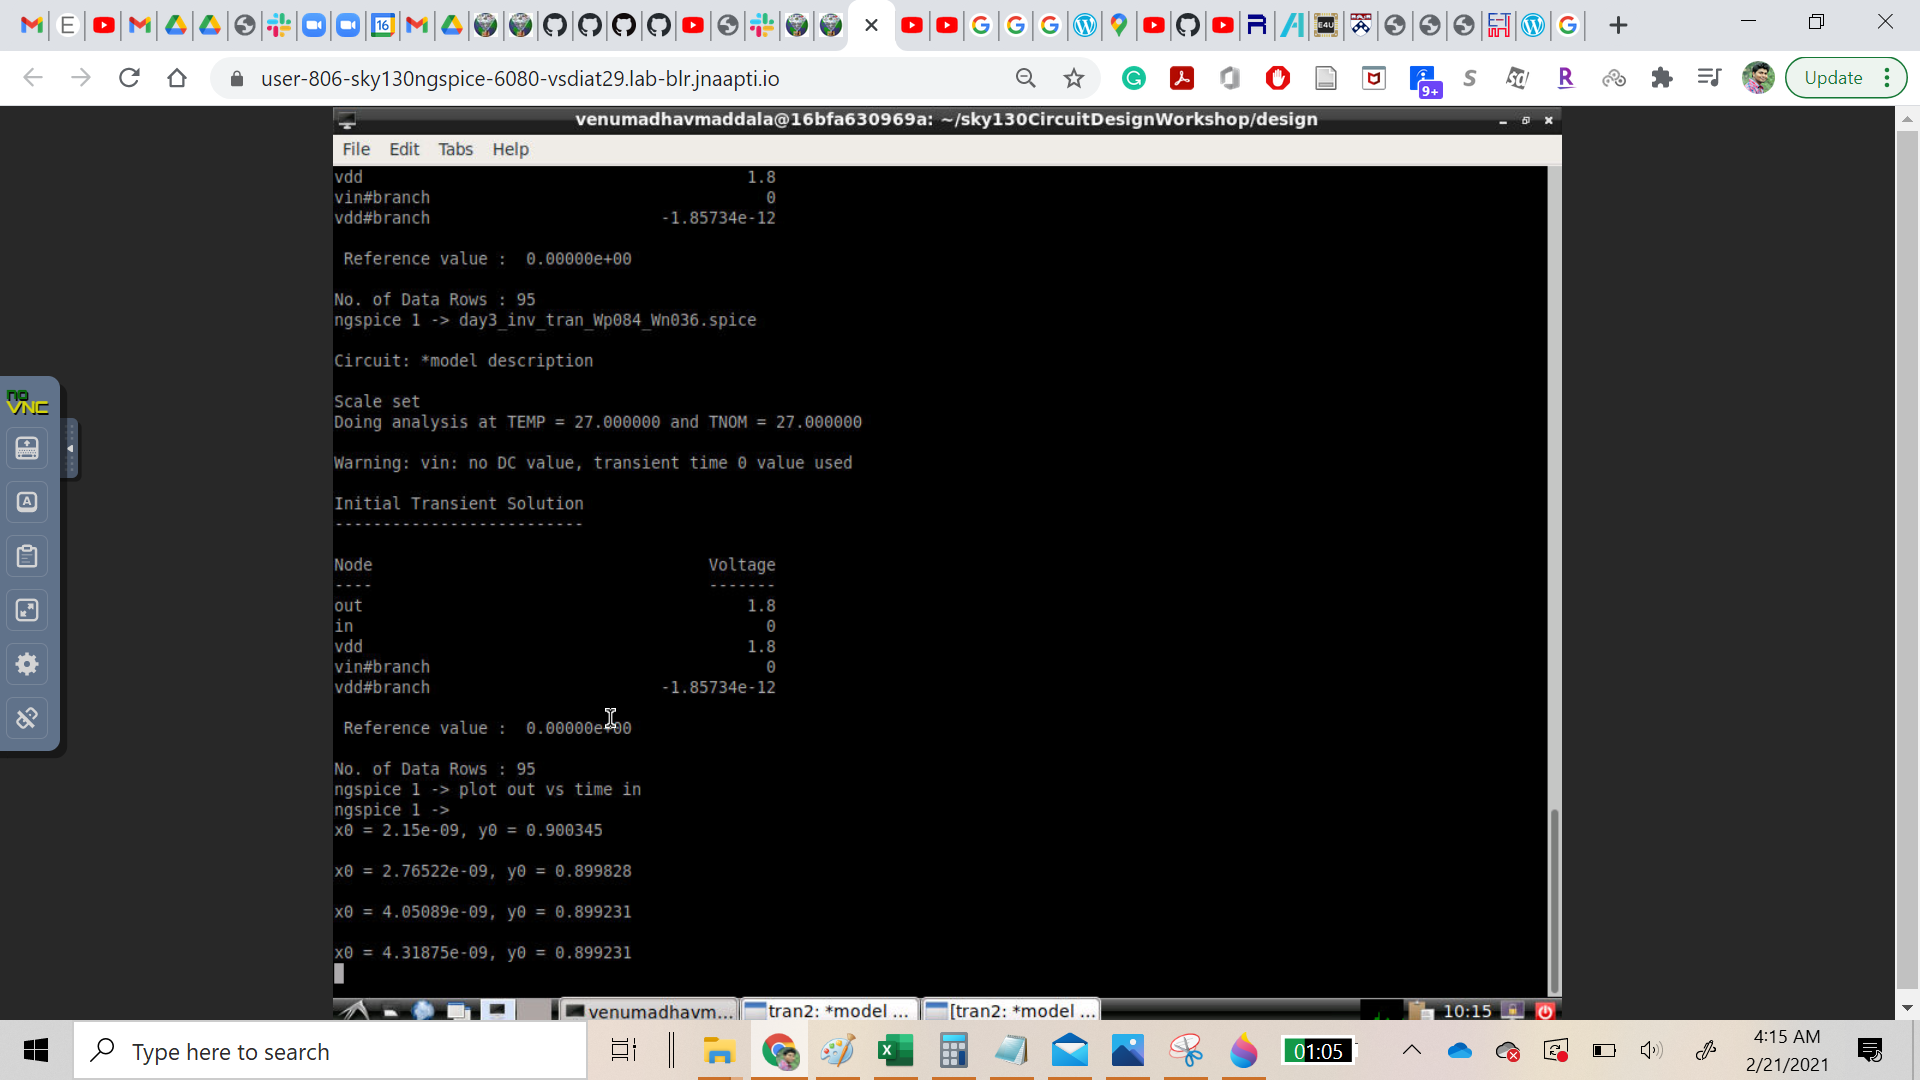 16
E4U
user-806-sky130ngspice-6080-vsdiat29.lab-blr.jnaapti.io
9+
Update
venumadhavmaddala@16bfa630969a: ~/sky130CircuitDesignWorkshop/design
File Edit Tabs Help
vdd 1.8
vin#branch 0
vdd#branch -1.85734e-12
Reference value : 0.00000e+00
No. of Data Rows : 95
ngspice 1 -> day3_inv_tran_Wp084_Wn036.spice
Circuit: *model description
Scale set
Doing analysis at TEMP = 27.000000 and TNOM = 27.000000
Warning: vin: no DC value, transient time 0 value used
Initial Transient Solution
--------------------------
Node Voltage
---- -------
out 1.8
in 0
vdd 1.8
vin#branch 0
vdd#branch -1.85734e-12
Reference value : 0.00000e+00
No. of Data Rows : 95
ngspice 1 -> plot out vs time in
ngspice 1 ->
x0 = 2.15e-09, y0 = 0.900345
x0 = 2.76522e-09, y0 = 0.899828
x0 = 4.05089e-09, y0 = 0.899231
x0 = 4.31875e-09, y0 = 0.899231
no
VNC
A
venumadhavm... tran2: *model ... [tran2: *model ... 10:15
Type here to search
01:05
4:15 AM
2/21/2021